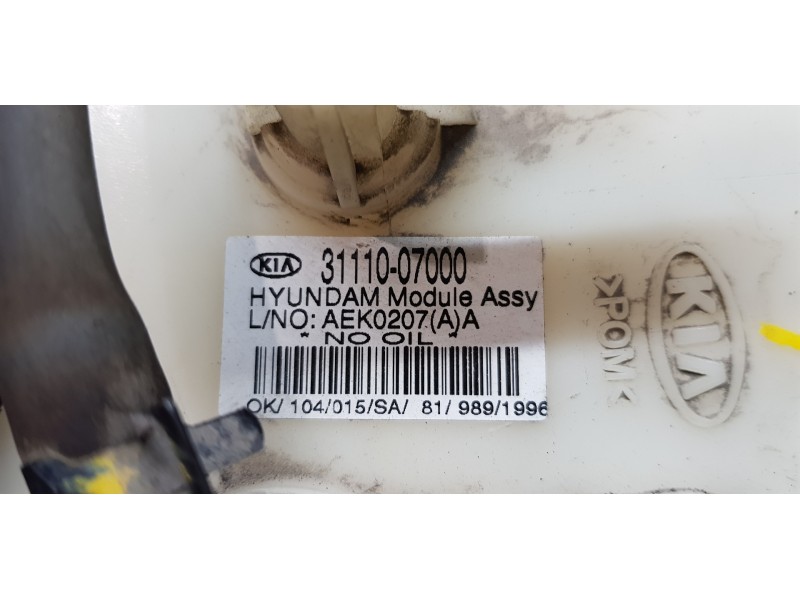 KIA 31110-07000
HYUNDAM Module Assy
L/NO: AEK0207(A)A
* NO OIL *
OK/ 104/015/SA/ 81/ 989/1996
KIA
>POM<